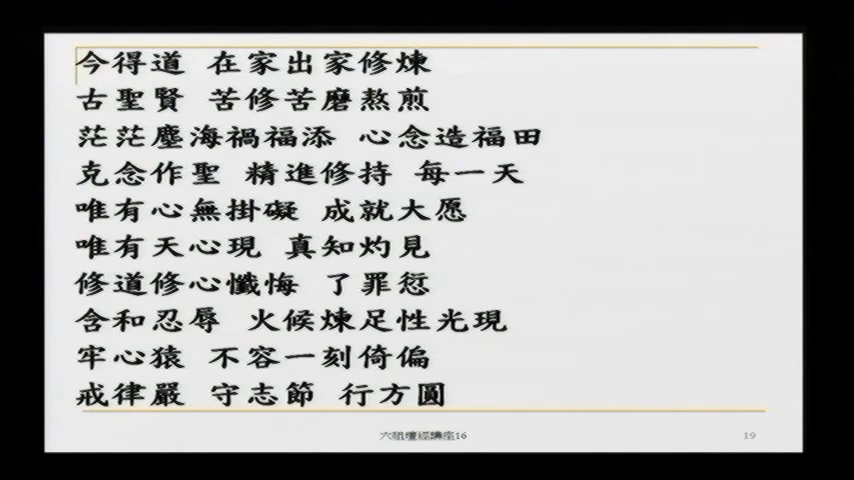 今得道 在家出家修煉
古聖賢 苦修苦磨熬煎
茫茫塵海禍福添 心念造福田
克念作聖 精進修持 每一天
唯有心無掛礙 成就大愿
唯有天心現 真知灼見
修道修心懺悔 了罪愆
含和忍辱 火候煉足性光現
牢心猿 不容一刻倚偏
戒律嚴 守志節 行方圓
六祖壇經講座16
19